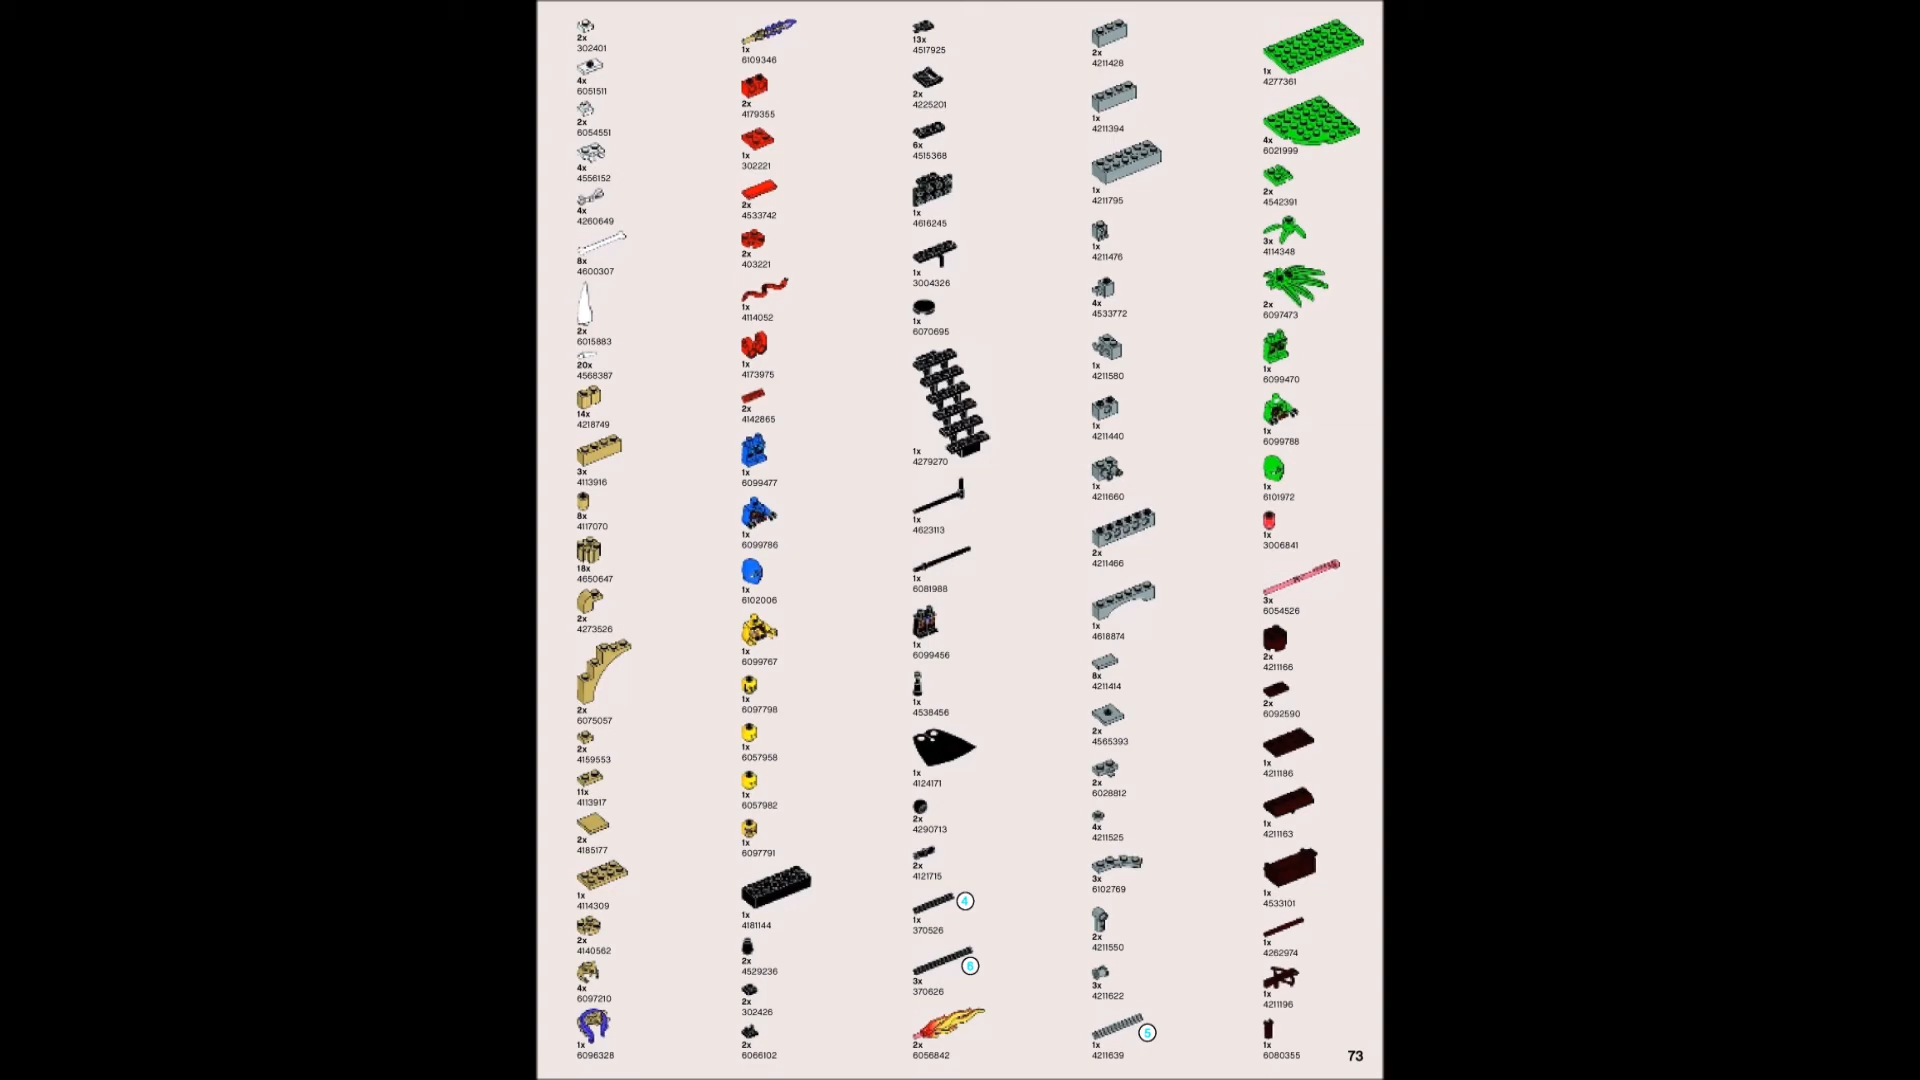 2x
302401
4x
6051511
2x
6054551
4x
4556152
4x
4260649
8x
4600307
2x
6015883
20x
4568387
14x
4218749
3x
4113916
8x
4117070
18x
4650647
2x
4273526
2x
6075057
2x
4159553
11x
4113917
2x
4185177
1x
4114309
2x
4140562
4x
6097210
1x
6096328
1x
6109346
2x
4179355
1x
302221
2x
4533742
2x
403221
1x
4114052
1x
4173975
2x
4142865
1x
6099477
1x
6099786
1x
6102006
1x
6099767
1x
6097798
1x
6057958
1x
6057982
1x
6097791
1x
4181144
2x
4529236
2x
302426
2x
6066102
13x
4517925
2x
4225201
6x
4515368
1x
4616245
1x
3004326
1x
6070695
1x
4279270
1x
4623113
1x
6081988
1x
6099456
1x
4538456
1x
4124171
2x
4290713
2x
4121715
4
1x
370526
6
3x
370626
2x
6056842
2x
4211428
1x
4211394
1x
4211795
1x
4211476
4x
4533772
1x
4211580
1x
4211440
1x
4211660
2x
4211466
1x
4618874
8x
4211414
2x
4565393
2x
6028812
4x
4211525
3x
6102769
2x
4211550
3x
4211622
5
1x
4211639
1x
4277361
4x
6021999
2x
4542391
3x
4114348
2x
6097473
1x
6099470
1x
6099788
1x
6101972
1x
3006841
3x
6054526
2x
4211166
2x
6092590
1x
4211186
1x
4211163
1x
4533101
1x
4262974
1x
4211196
1x
6080355
73